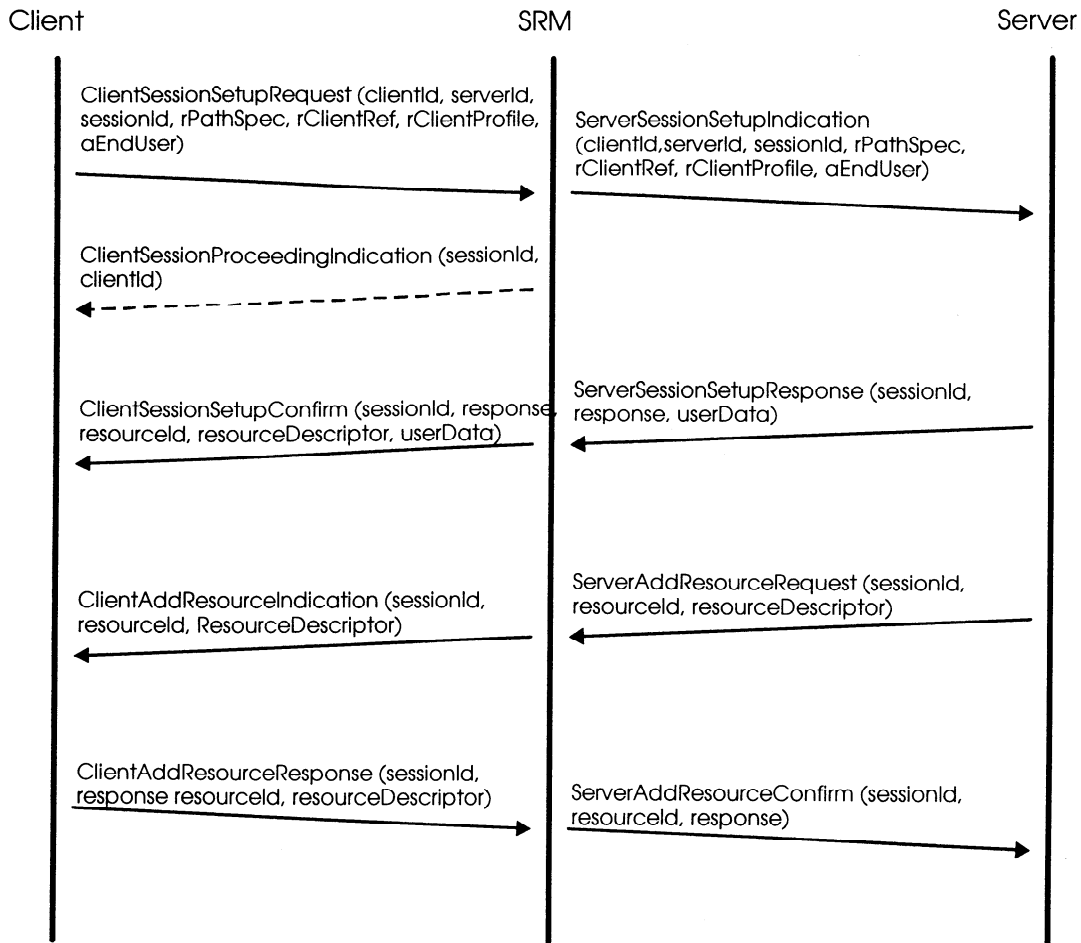 Client
SRM
Server
ClientSessionSetupRequest (clientId, serverId,
sessionId, rPathSpec, rClientRef, rClientProfile,
aEndUser)
ServerSessionSetupIndication
(clientId,serverId, sessionId, rPathSpec,
rClientRef, rClientProfile, aEndUser)
ClientSessionProceedingIndication (sessionId,
clientId)
ClientSessionSetupConfirm (sessionId, response,
resourceId, resourceDescriptor, userData)
ServerSessionSetupResponse (sessionId,
response, userData)
ClientAddResourceIndication (sessionId,
resourceId, ResourceDescriptor)
ServerAddResourceRequest (sessionId,
resourceId, resourceDescriptor)
ClientAddResourceResponse (sessionId,
response resourceId, resourceDescriptor)
ServerAddResourceConfirm (sessionId,
resourceId, response)